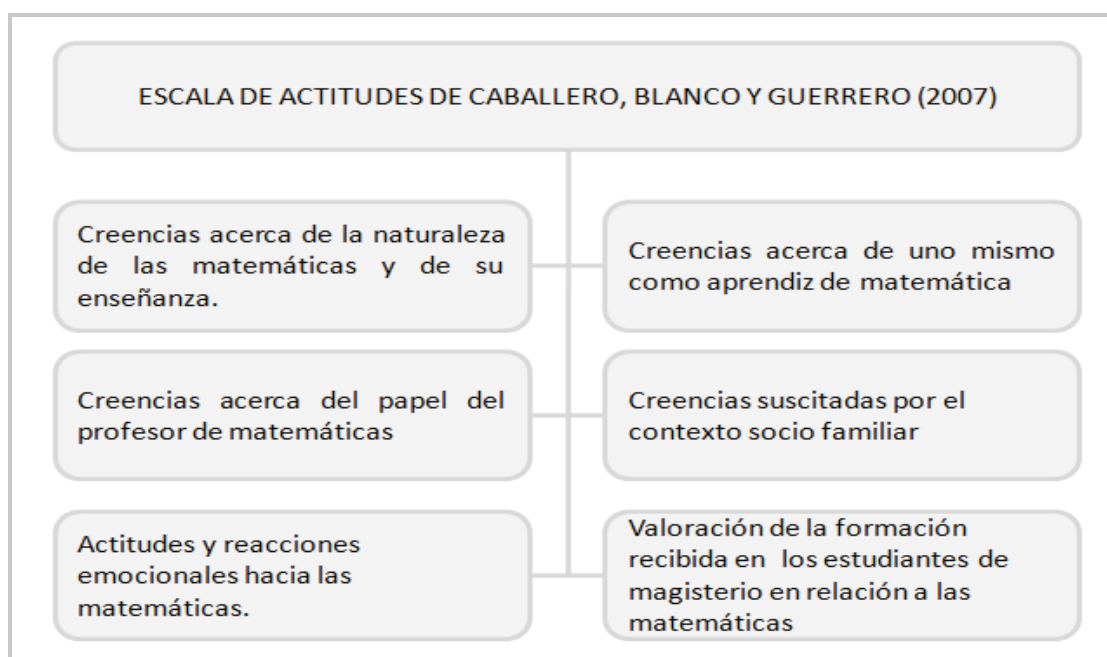 ESCALA DE ACTITUDES DE CABALLERO, BLANCO Y GUERRERO (2007)
Creencias acerca de la naturaleza
de las matemáticas y de su
enseñanza.
Creencias acerca de uno mismo
como aprendiz de matemática
Creencias acerca del papel del
profesor de matemáticas
Creencias suscitadas por el
contexto socio familiar
Actitudes y reacciones
emocionales hacia las
matemáticas.
Valoración de la formación
recibida en los estudiantes de
magisterio en relación a las
matemáticas